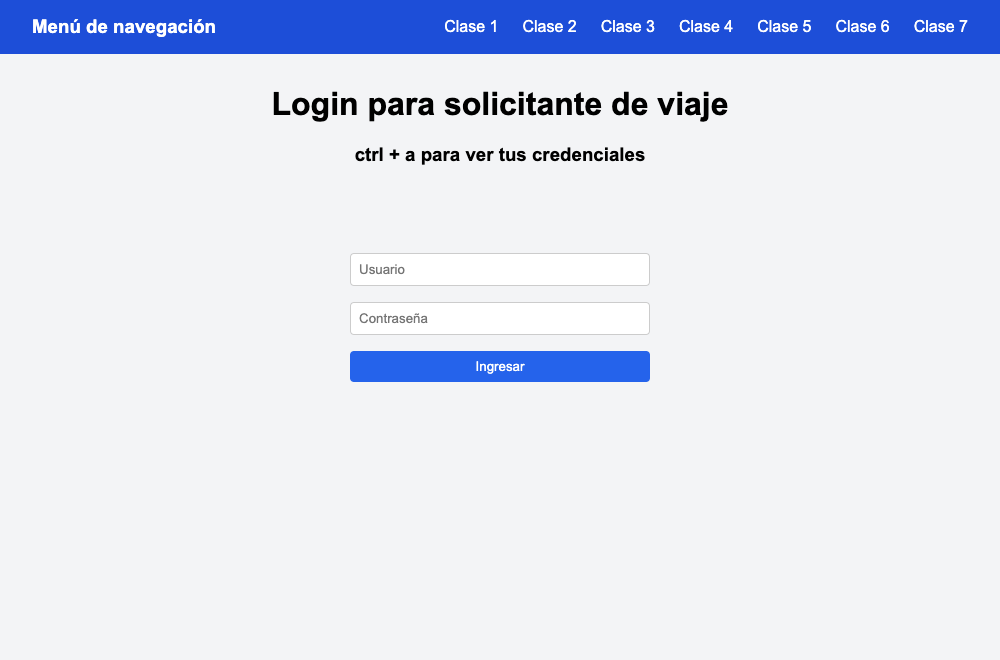 Menú de navegación
Clase 1 Clase 2 Clase 3 Clase 4 Clase 5 Clase 6 Clase 7
Login para solicitante de viaje
ctrl + a para ver tus credenciales
Usuario
Contraseña
Ingresar